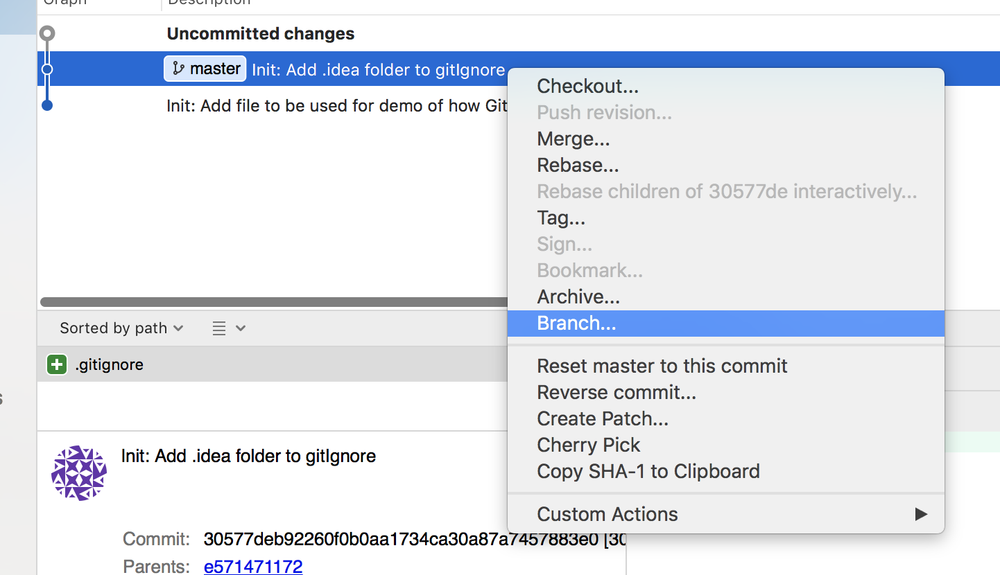 Graph Description
Uncommitted changes
master Init: Add .idea folder to gitIgnore
Init: Add file to be used for demo of how Git
Checkout...
Push revision...
Merge...
Rebase...
Rebase children of 30577de interactively...
Tag...
Sign...
Bookmark...
Archive...
Branch...
Sorted by path
.gitignore
Reset master to this commit
Reverse commit...
Create Patch...
Cherry Pick
Copy SHA-1 to Clipboard
Custom Actions
s
Init: Add .idea folder to gitIgnore
Commit: 30577deb92260f0b0aa1734ca30a87a7457883e0 [30
Parents: e571471172